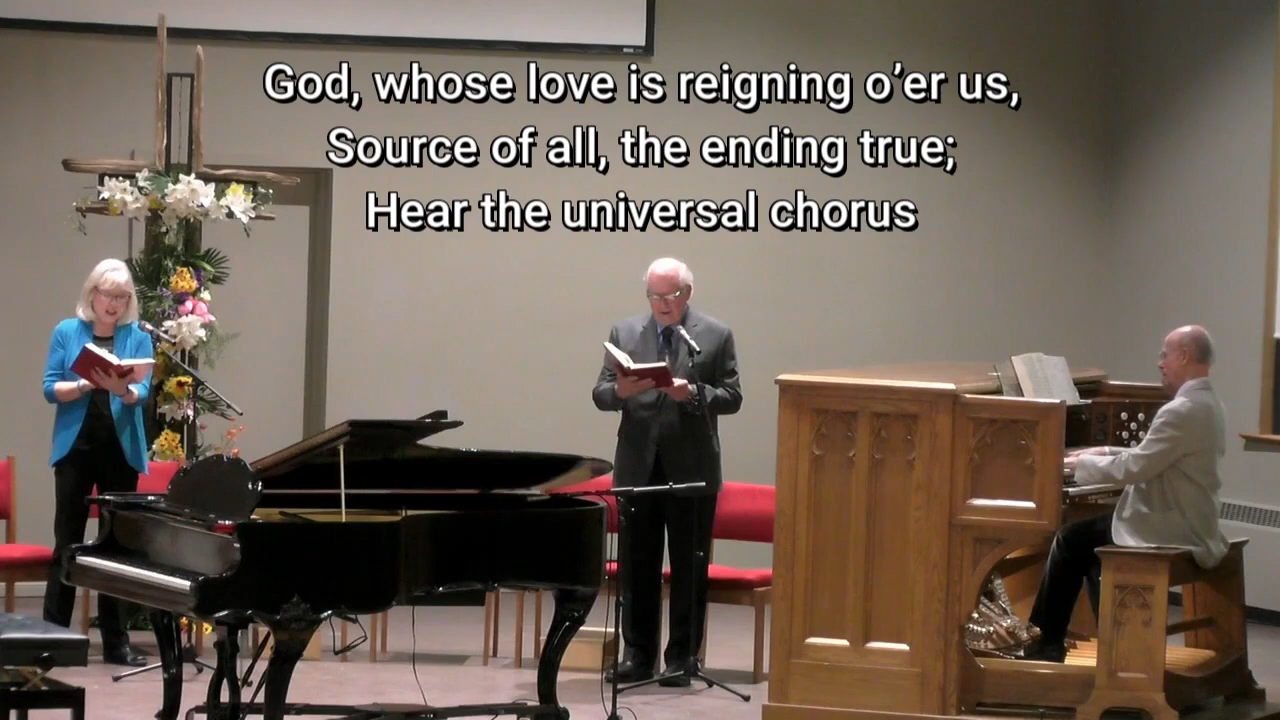 God, whose love is reigning o’er us,
Source of all, the ending true;
Hear the universal chorus